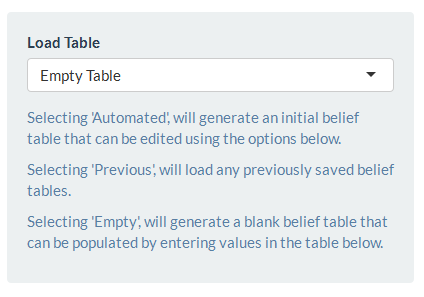 Load Table
Empty Table
Selecting 'Automated', will generate an initial belief
table that can be edited using the options below.
Selecting 'Previous', will load any previously saved belief
tables.
Selecting 'Empty', will generate a blank belief table that
can be populated by entering values in the table below.